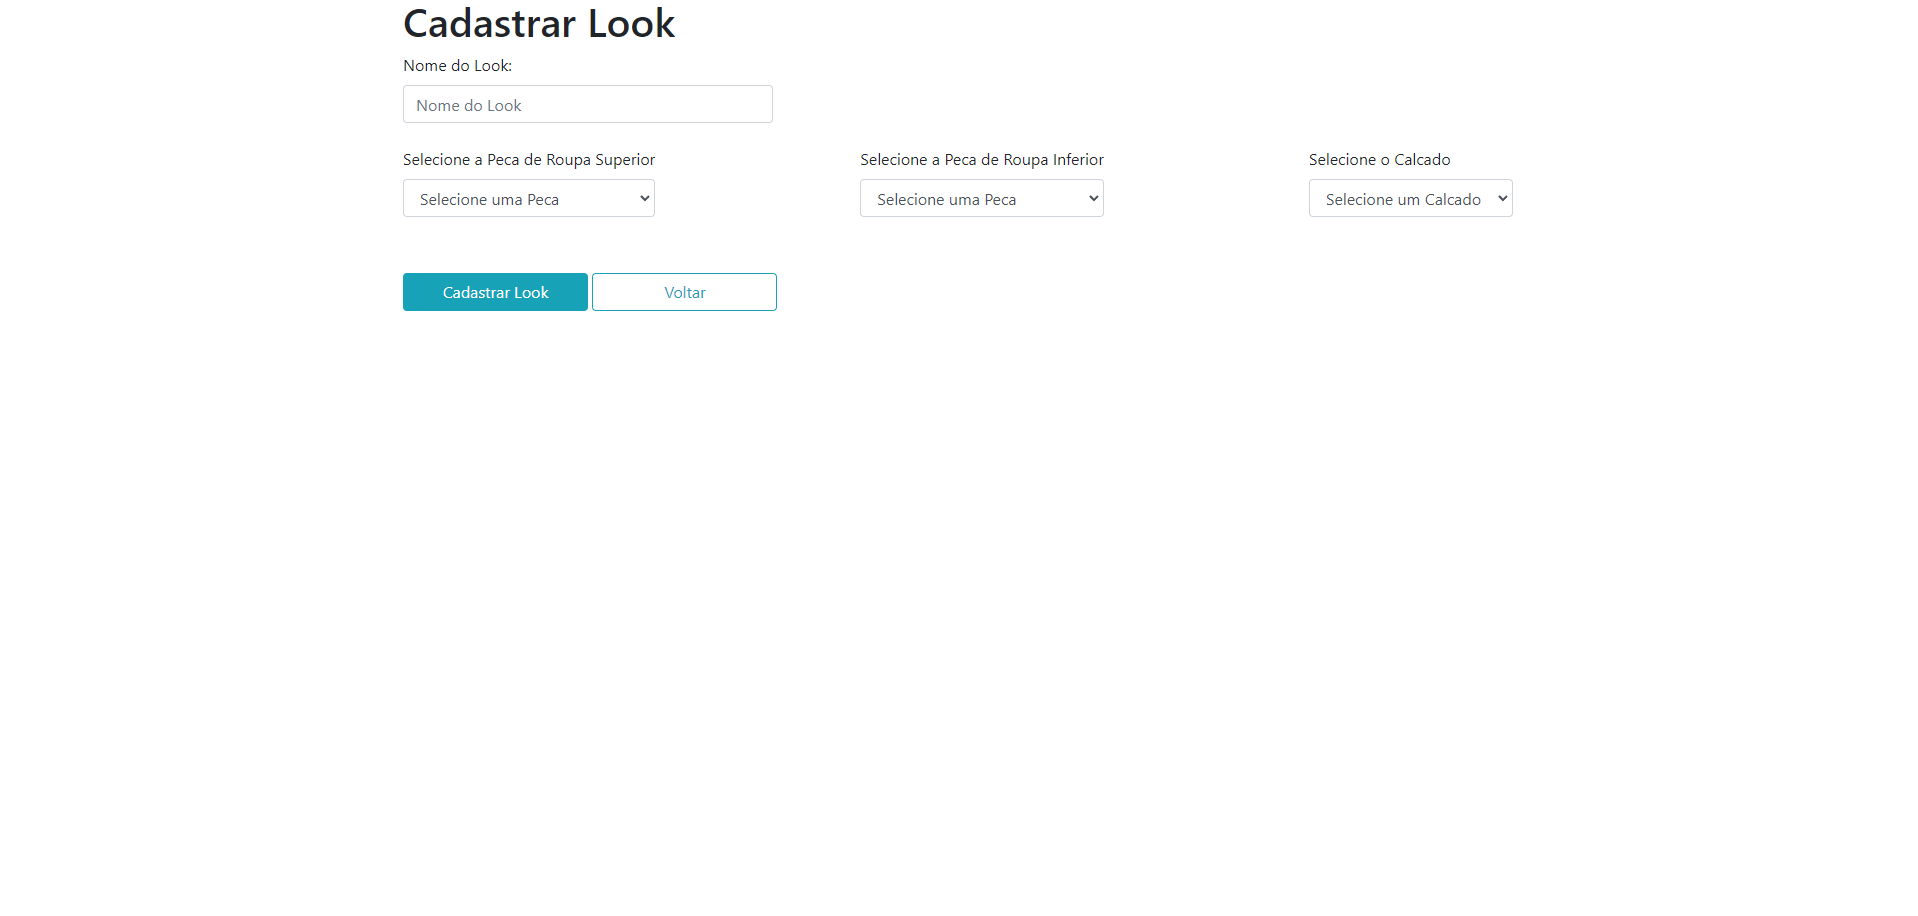 Cadastrar Look
Nome do Look:
Nome do Look
Selecione a Peca de Roupa Superior
Selecione uma Peca
Selecione a Peca de Roupa Inferior
Selecione uma Peca
Selecione o Calcado
Selecione um Calcado
Cadastrar Look
Voltar